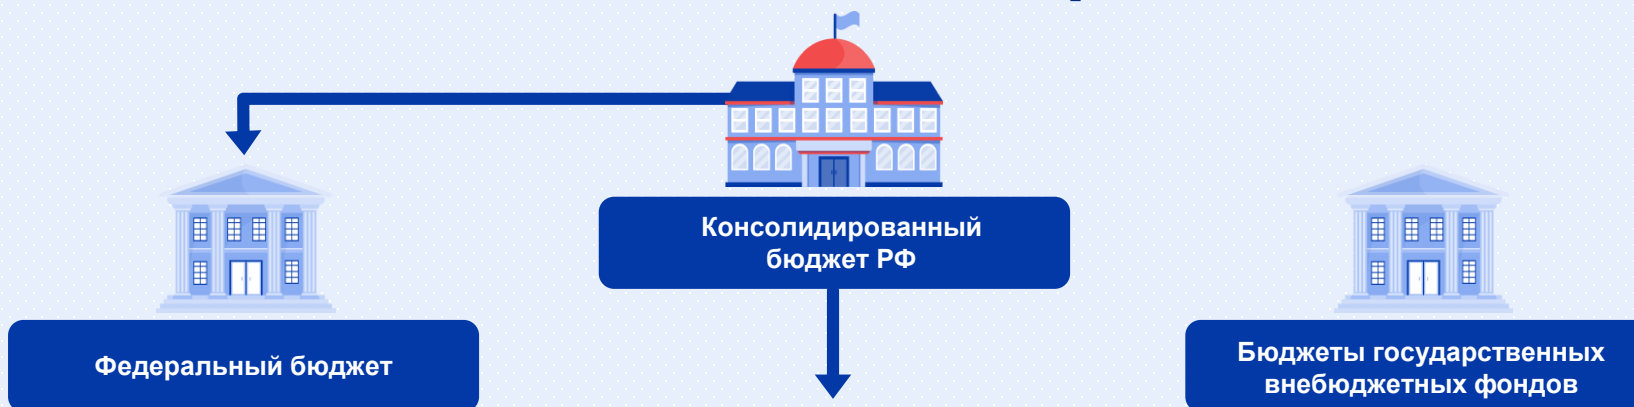 Консолидированный
бюджет РФ
Федеральный бюджет
Бюджеты государственных
внебюджетных фондов